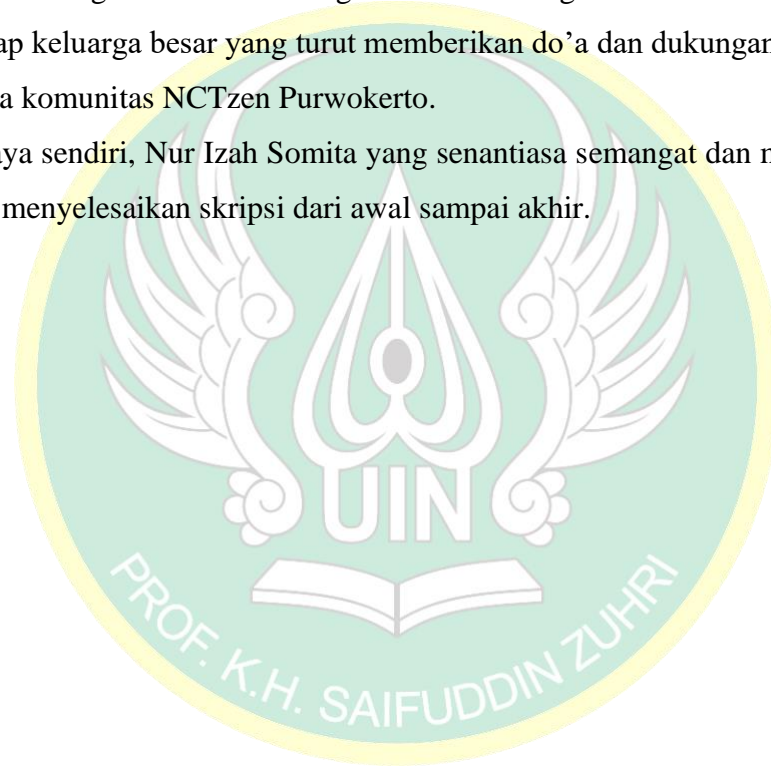 ap keluarga besar yang turut memberikan do’a dan dukungan
a komunitas NCTzen Purwokerto.
aya sendiri, Nur Izah Somita yang senantiasa semangat dan
menyelesaikan skripsi dari awal sampai akhir.
UIN
PROF. K.H. SAIFUDDIN ZUHRI